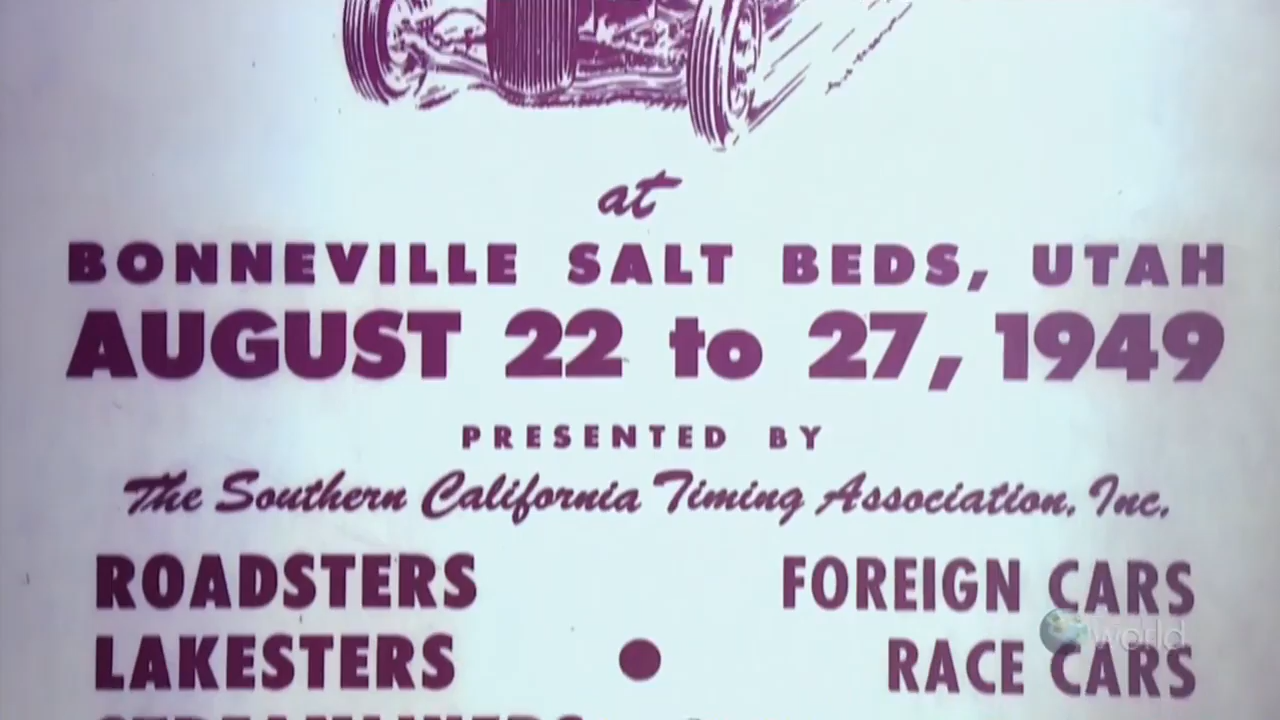 at
BONNEVILLE SALT BEDS, UTAH
AUGUST 22 to 27, 1949
PRESENTED BY
The Southern California Timing Association, Inc.
ROADSTERS FOREIGN CARS
LAKESTERS • RACE CARS
world